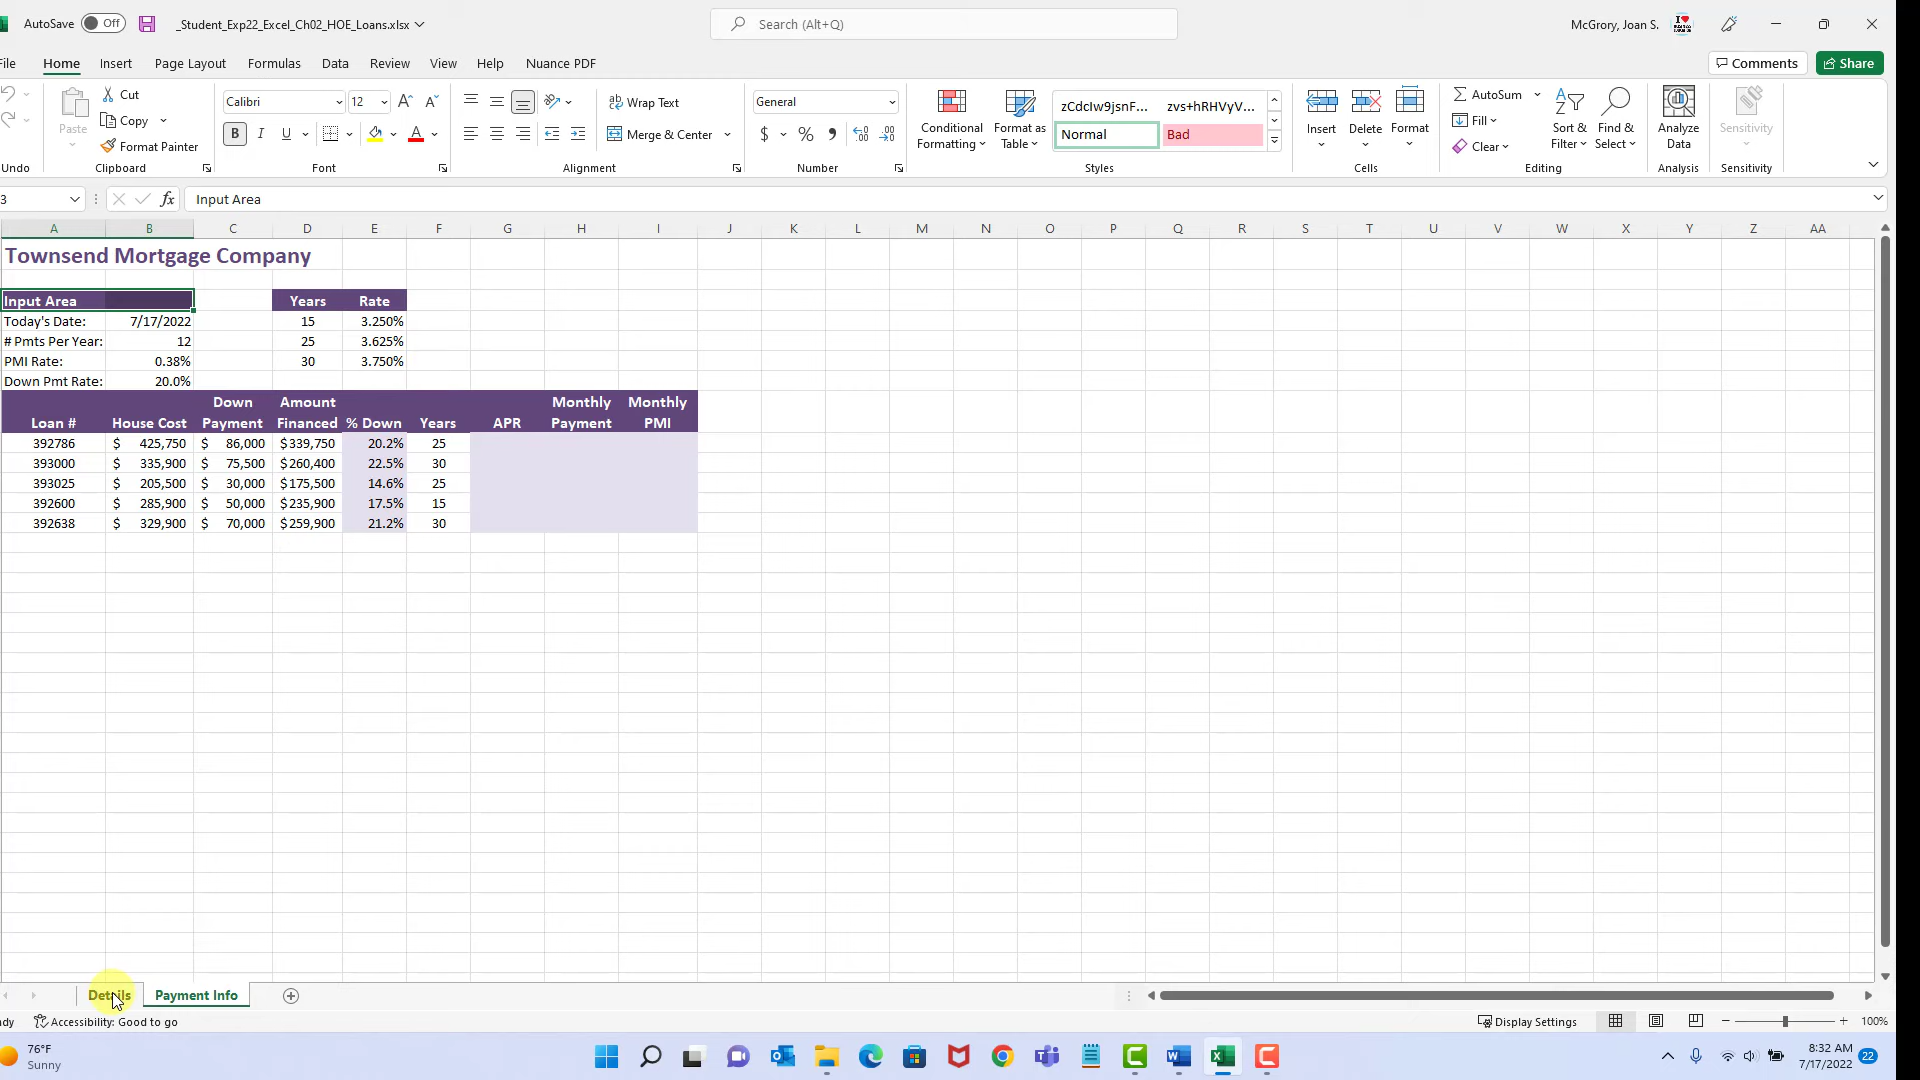 AutoSave Off _Student_Exp22_Excel_Ch02_HOE_Loans.xlsx Search (Alt+Q) McGrory, Joan S.
File Home Insert Page Layout Formulas Data Review View Help Nuance PDF Comments Share
Paste Cut Copy Format Painter
Calibri 12 B I U
Wrap Text Merge & Center
General $ %
Conditional Formatting Format as Table
zCdcIw9jsnF... zvs+hRHVyV... Normal Bad
Insert Delete Format
AutoSum Fill Clear
Sort & Filter Find & Select
Analyze Data Sensitivity
Undo Clipboard Font Alignment Number Styles Cells Editing Analysis Sensitivity
3 fx Input Area
A B C D E F G H I J K L M N O P Q R S T U V W X Y Z AA
Townsend Mortgage Company
Input Area Years Rate
Today's Date: 7/17/2022 15 3.250%
# Pmts Per Year: 12 25 3.625%
PMI Rate: 0.38% 30 3.750%
Down Pmt Rate: 20.0%
Down Amount Monthly Monthly
Loan # House Cost Payment Financed % Down Years APR Payment PMI
392786 $ 425,750 $ 86,000 $339,750 20.2% 25
393000 $ 335,900 $ 75,500 $260,400 22.5% 30
393025 $ 205,500 $ 30,000 $175,500 14.6% 25
392600 $ 285,900 $ 50,000 $235,900 17.5% 15
392638 $ 329,900 $ 70,000 $259,900 21.2% 30
Details Payment Info
ady Accessibility: Good to go Display Settings 100%
76°F
Sunny
8:32 AM
7/17/2022 22